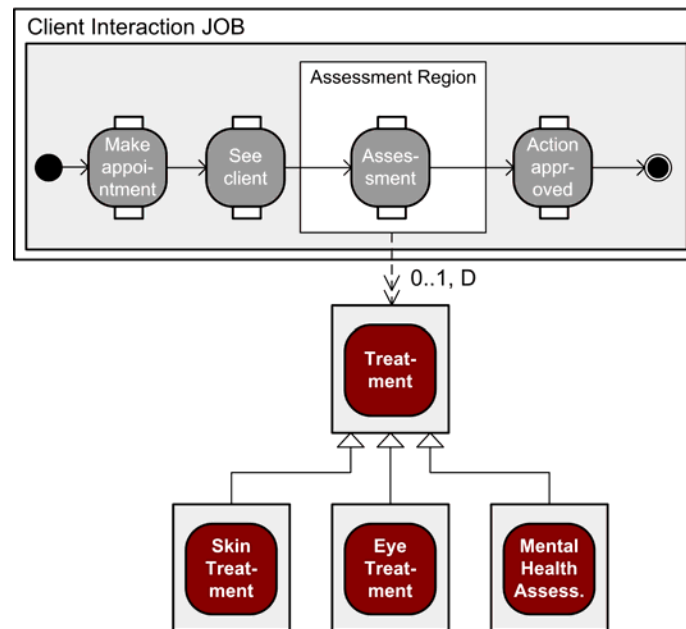 Client Interaction JOB
Assessment Region
Make
appoi-
ntment
See
client
Asses-
sment
Action
appr-
oved
0..1, D
Treat-
ment
Skin
Treat-
ment
Eye
Treat-
ment
Mental
Health
Assess.